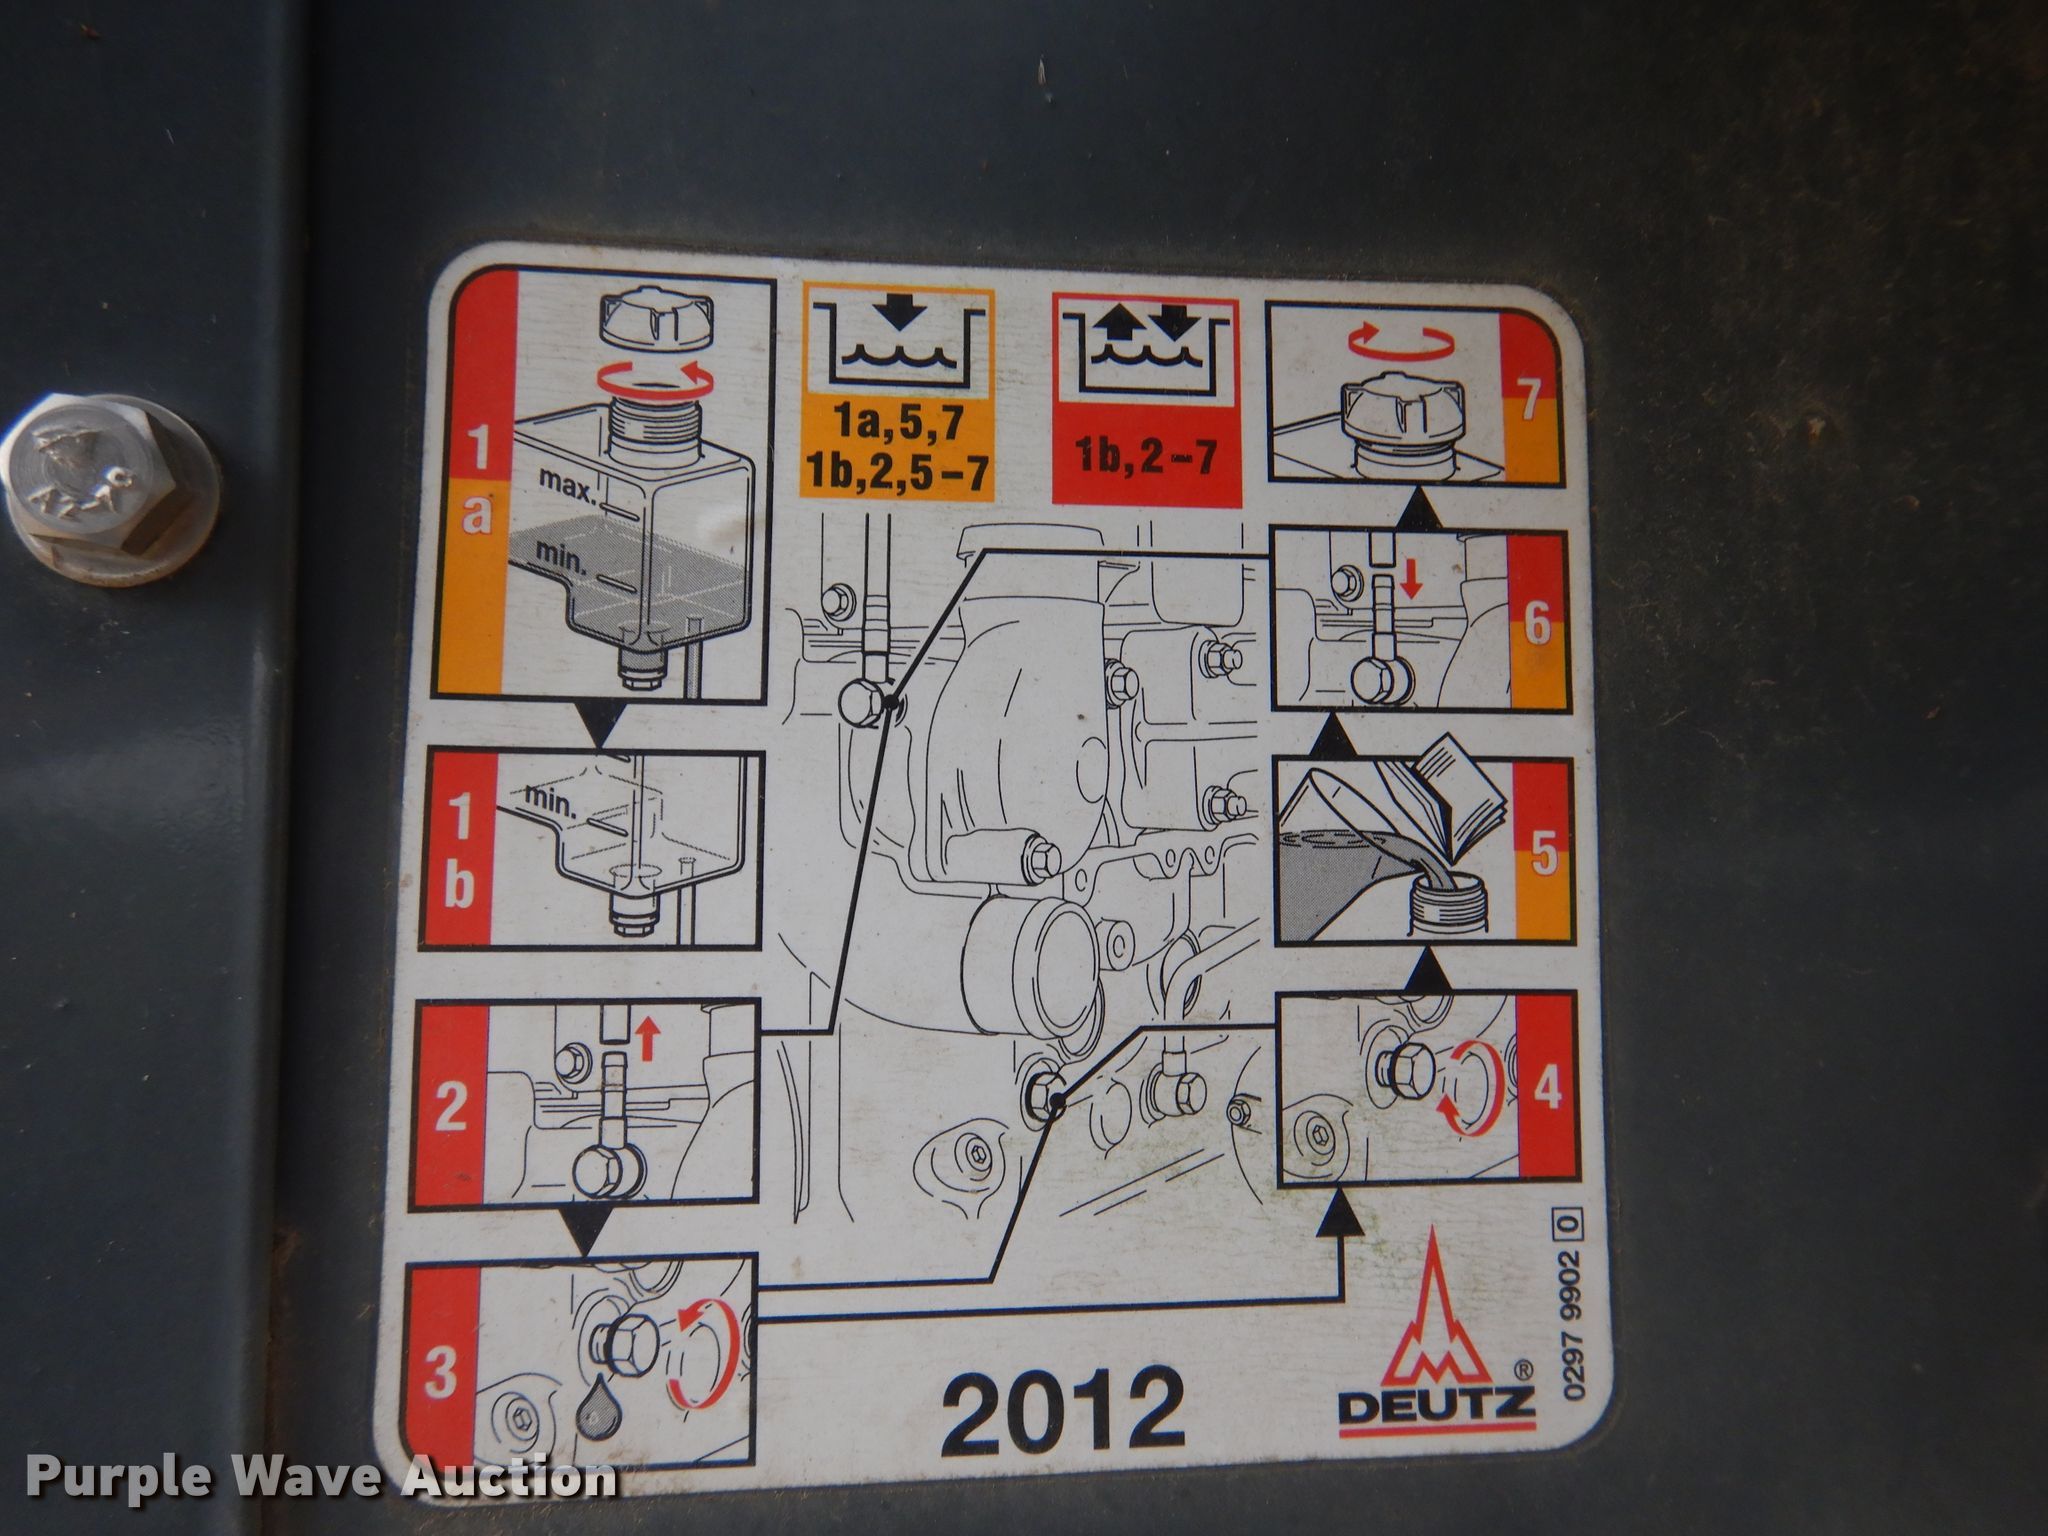 1
a
max.
min.
1a,5,7
1b,2,5-7
1b,2-7
7
6
1
b
min.
5
2
4
3
2012
DEUTZ®
0297 9902 0
Purple Wave Auction